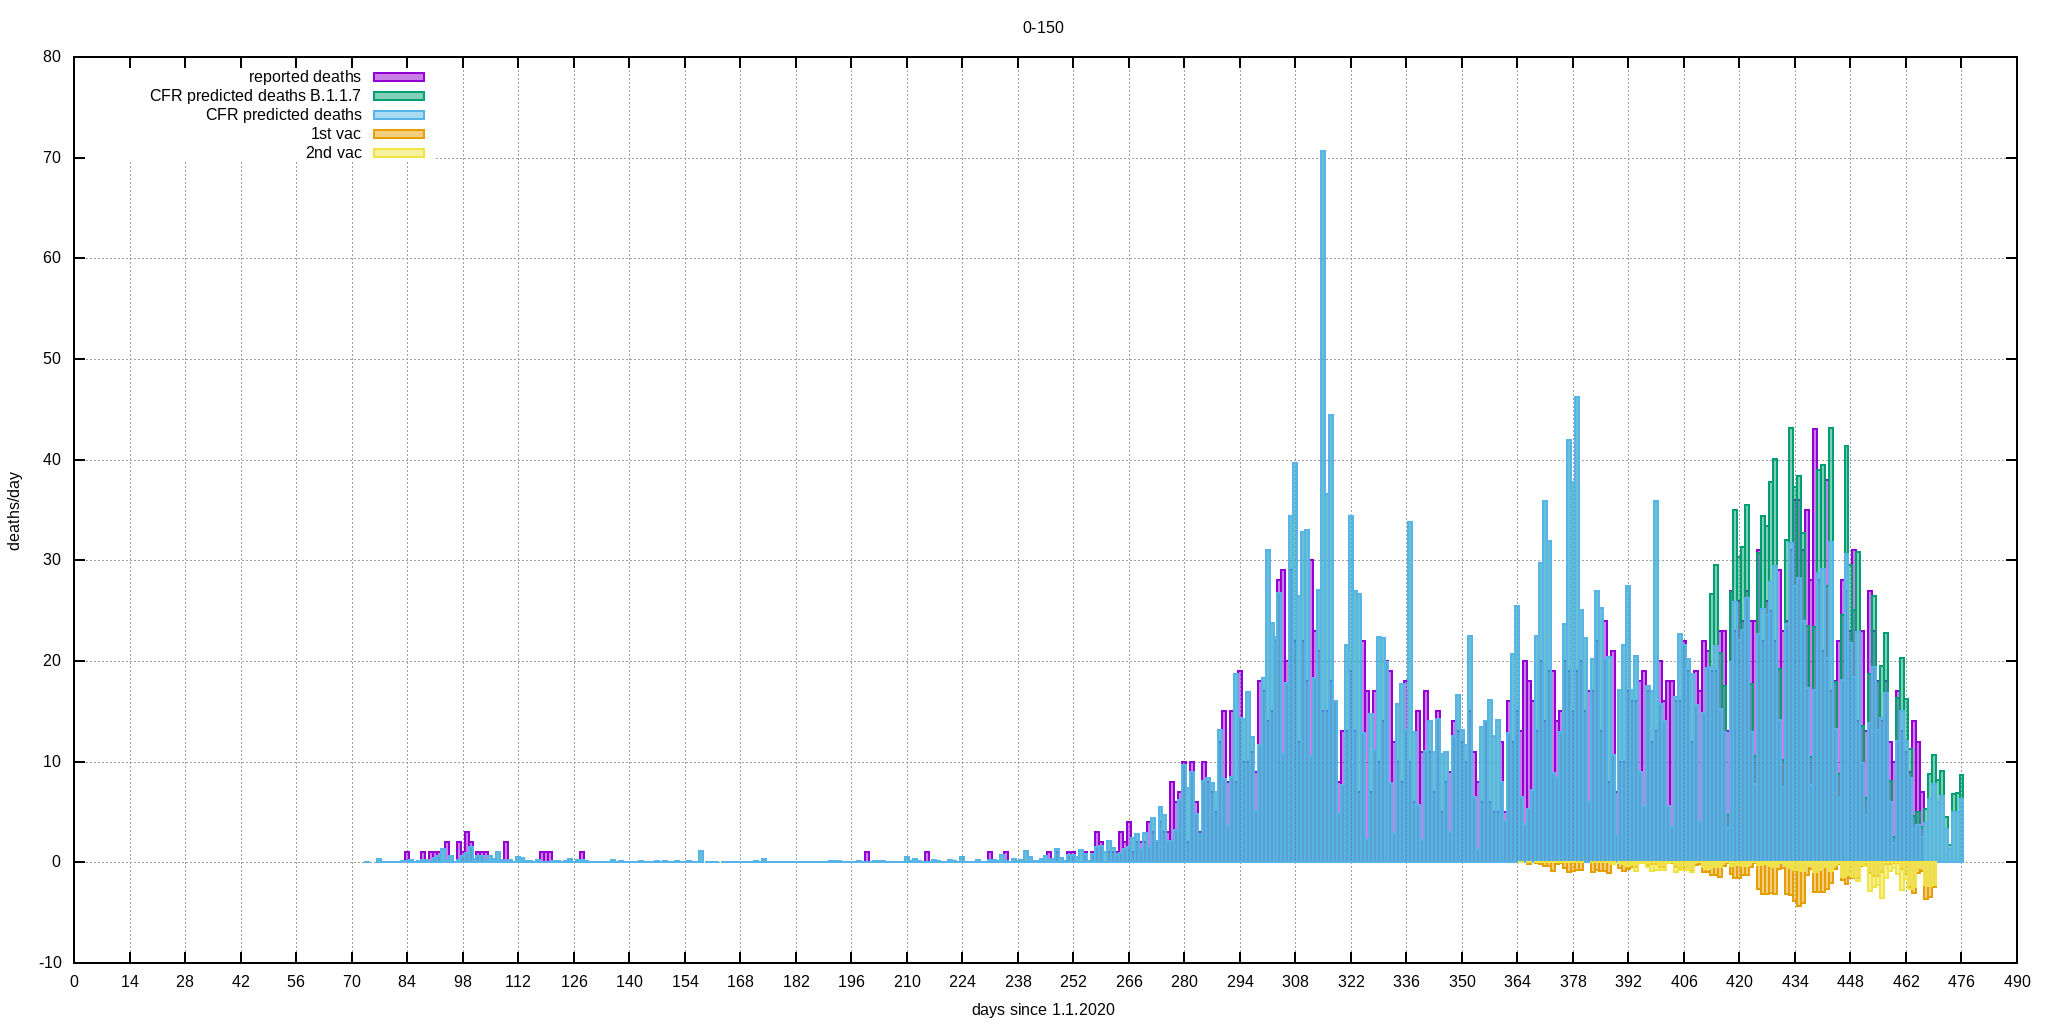 0-150
80
70
60
50
40
30
20
10
0
-10
deaths/day
reported deaths
CFR predicted deaths B.1.1.7
CFR predicted deaths
1st vac
2nd vac
0 14 28 42 56 70 84 98 112 126 140 154 168 182 196 210 224 238 252 266 280 294 308 322 336 350 364 378 392 406 420 434 448 462 476 490
days since 1.1.2020